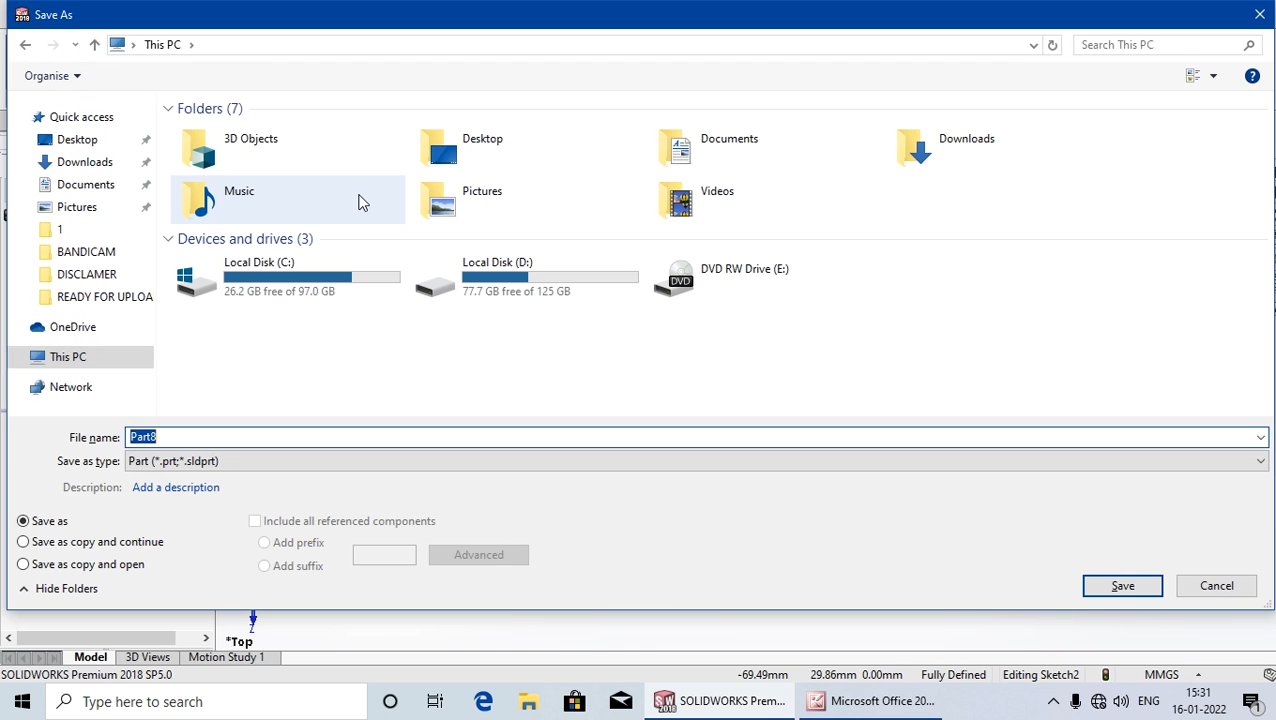 Save As
This PC
Search This PC
Organise
Quick access
Desktop
Downloads
Documents
Pictures
1
BANDICAM
DISCLAMER
READY FOR UPLOA
OneDrive
This PC
Network
Folders (7)
3D Objects
Desktop
Documents
Downloads
Music
Pictures
Videos
Devices and drives (3)
Local Disk (C:)
26.2 GB free of 97.0 GB
Local Disk (D:)
77.7 GB free of 125 GB
DVD RW Drive (E:)
DVD
File name: Part8
Save as type: Part (*.prt;*.sldprt)
Description: Add a description
Save as
Save as copy and continue
Save as copy and open
Include all referenced components
Add prefix
Add suffix
Advanced
Hide Folders
Save
Cancel
Z
*Top
Model
3D Views
Motion Study 1
SOLIDWORKS Premium 2018 SP5.0
-69.49mm
29.86mm 0.00mm
Fully Defined
Editing Sketch2
MMGS
Type here to search
SOLIDWORKS Prem...
Microsoft Office 20...
ENG
15:31
16-01-2022
1